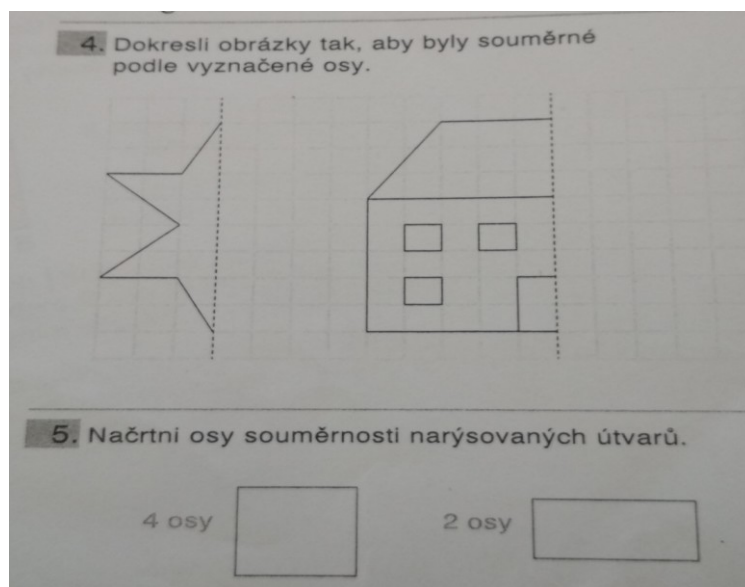 4. Dokresli obrázky tak, aby byly souměrné
podle vyznačené osy.
5. Načrtni osy souměrnosti narýsovaných útvarů.
4 osy
2 osy